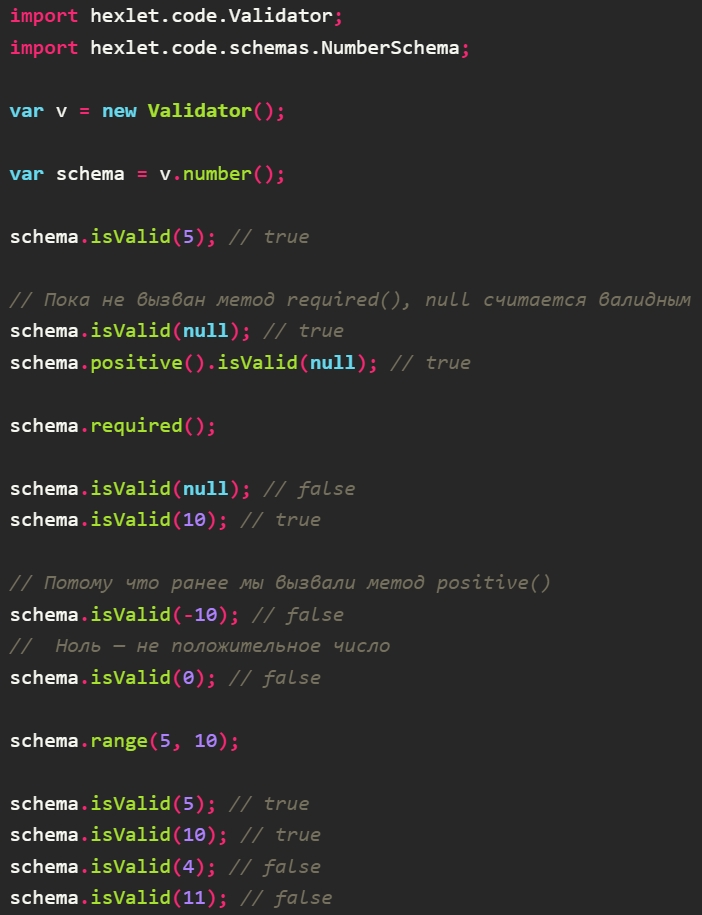 import hexlet.code.Validator;
import hexlet.code.schemas.NumberSchema;
var v = new Validator();
var schema = v.number();
schema.isValid(5); // true
// Пока не вызван метод required(), null считается валидным
schema.isValid(null); // true
schema.positive().isValid(null); // true
schema.required();
schema.isValid(null); // false
schema.isValid(10); // true
// Потому что ранее мы вызвали метод positive()
schema.isValid(-10); // false
//  Ноль — не положительное число
schema.isValid(0); // false
schema.range(5, 10);
schema.isValid(5); // true
schema.isValid(10); // true
schema.isValid(4); // false
schema.isValid(11); // false